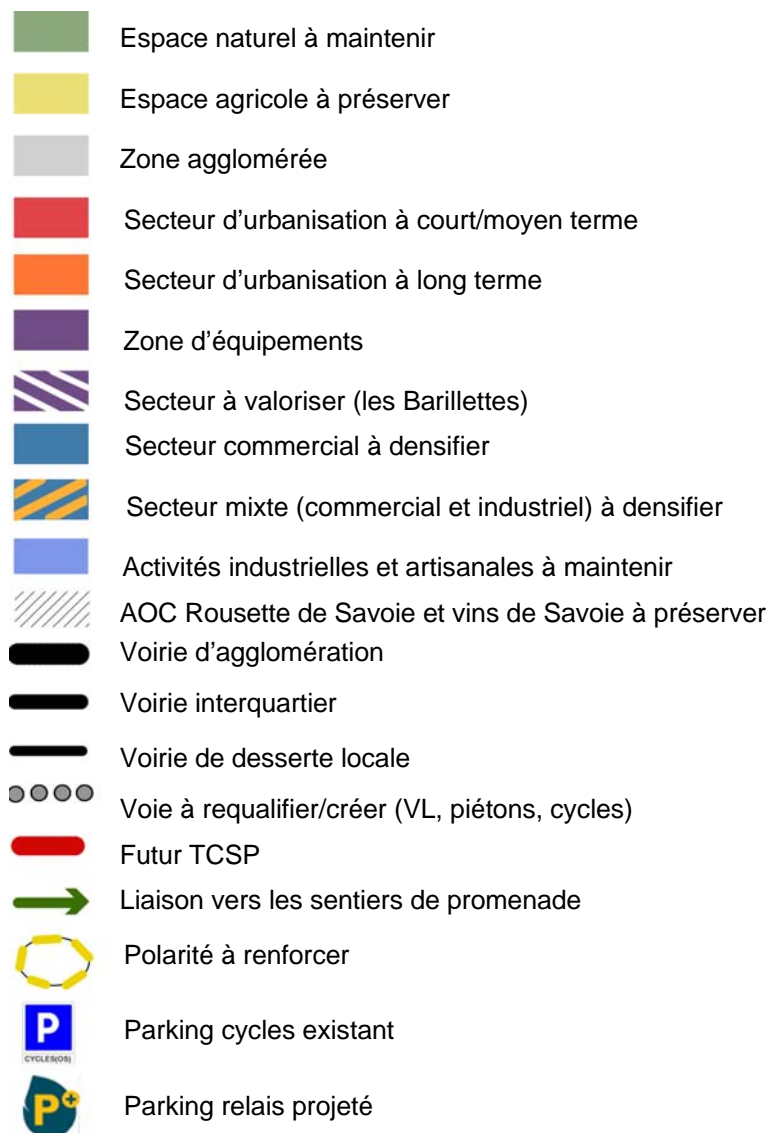 Espace naturel à maintenir
Espace agricole à préserver
Zone agglomérée
Secteur d’urbanisation à court/moyen terme
Secteur d’urbanisation à long terme
Zone d’équipements
Secteur à valoriser (les Barillettes)
Secteur commercial à densifier
Secteur mixte (commercial et industriel) à densifier
Activités industrielles et artisanales à maintenir
AOC Rousette de Savoie et vins de Savoie à préserver
Voirie d’agglomération
Voirie interquartier
Voirie de desserte locale
Voie à requalifier/créer (VL, piétons, cycles)
Futur TCSP
Liaison vers les sentiers de promenade
Polarité à renforcer
P
CYCLES(OS)
Parking cycles existant
P+
Parking relais projeté